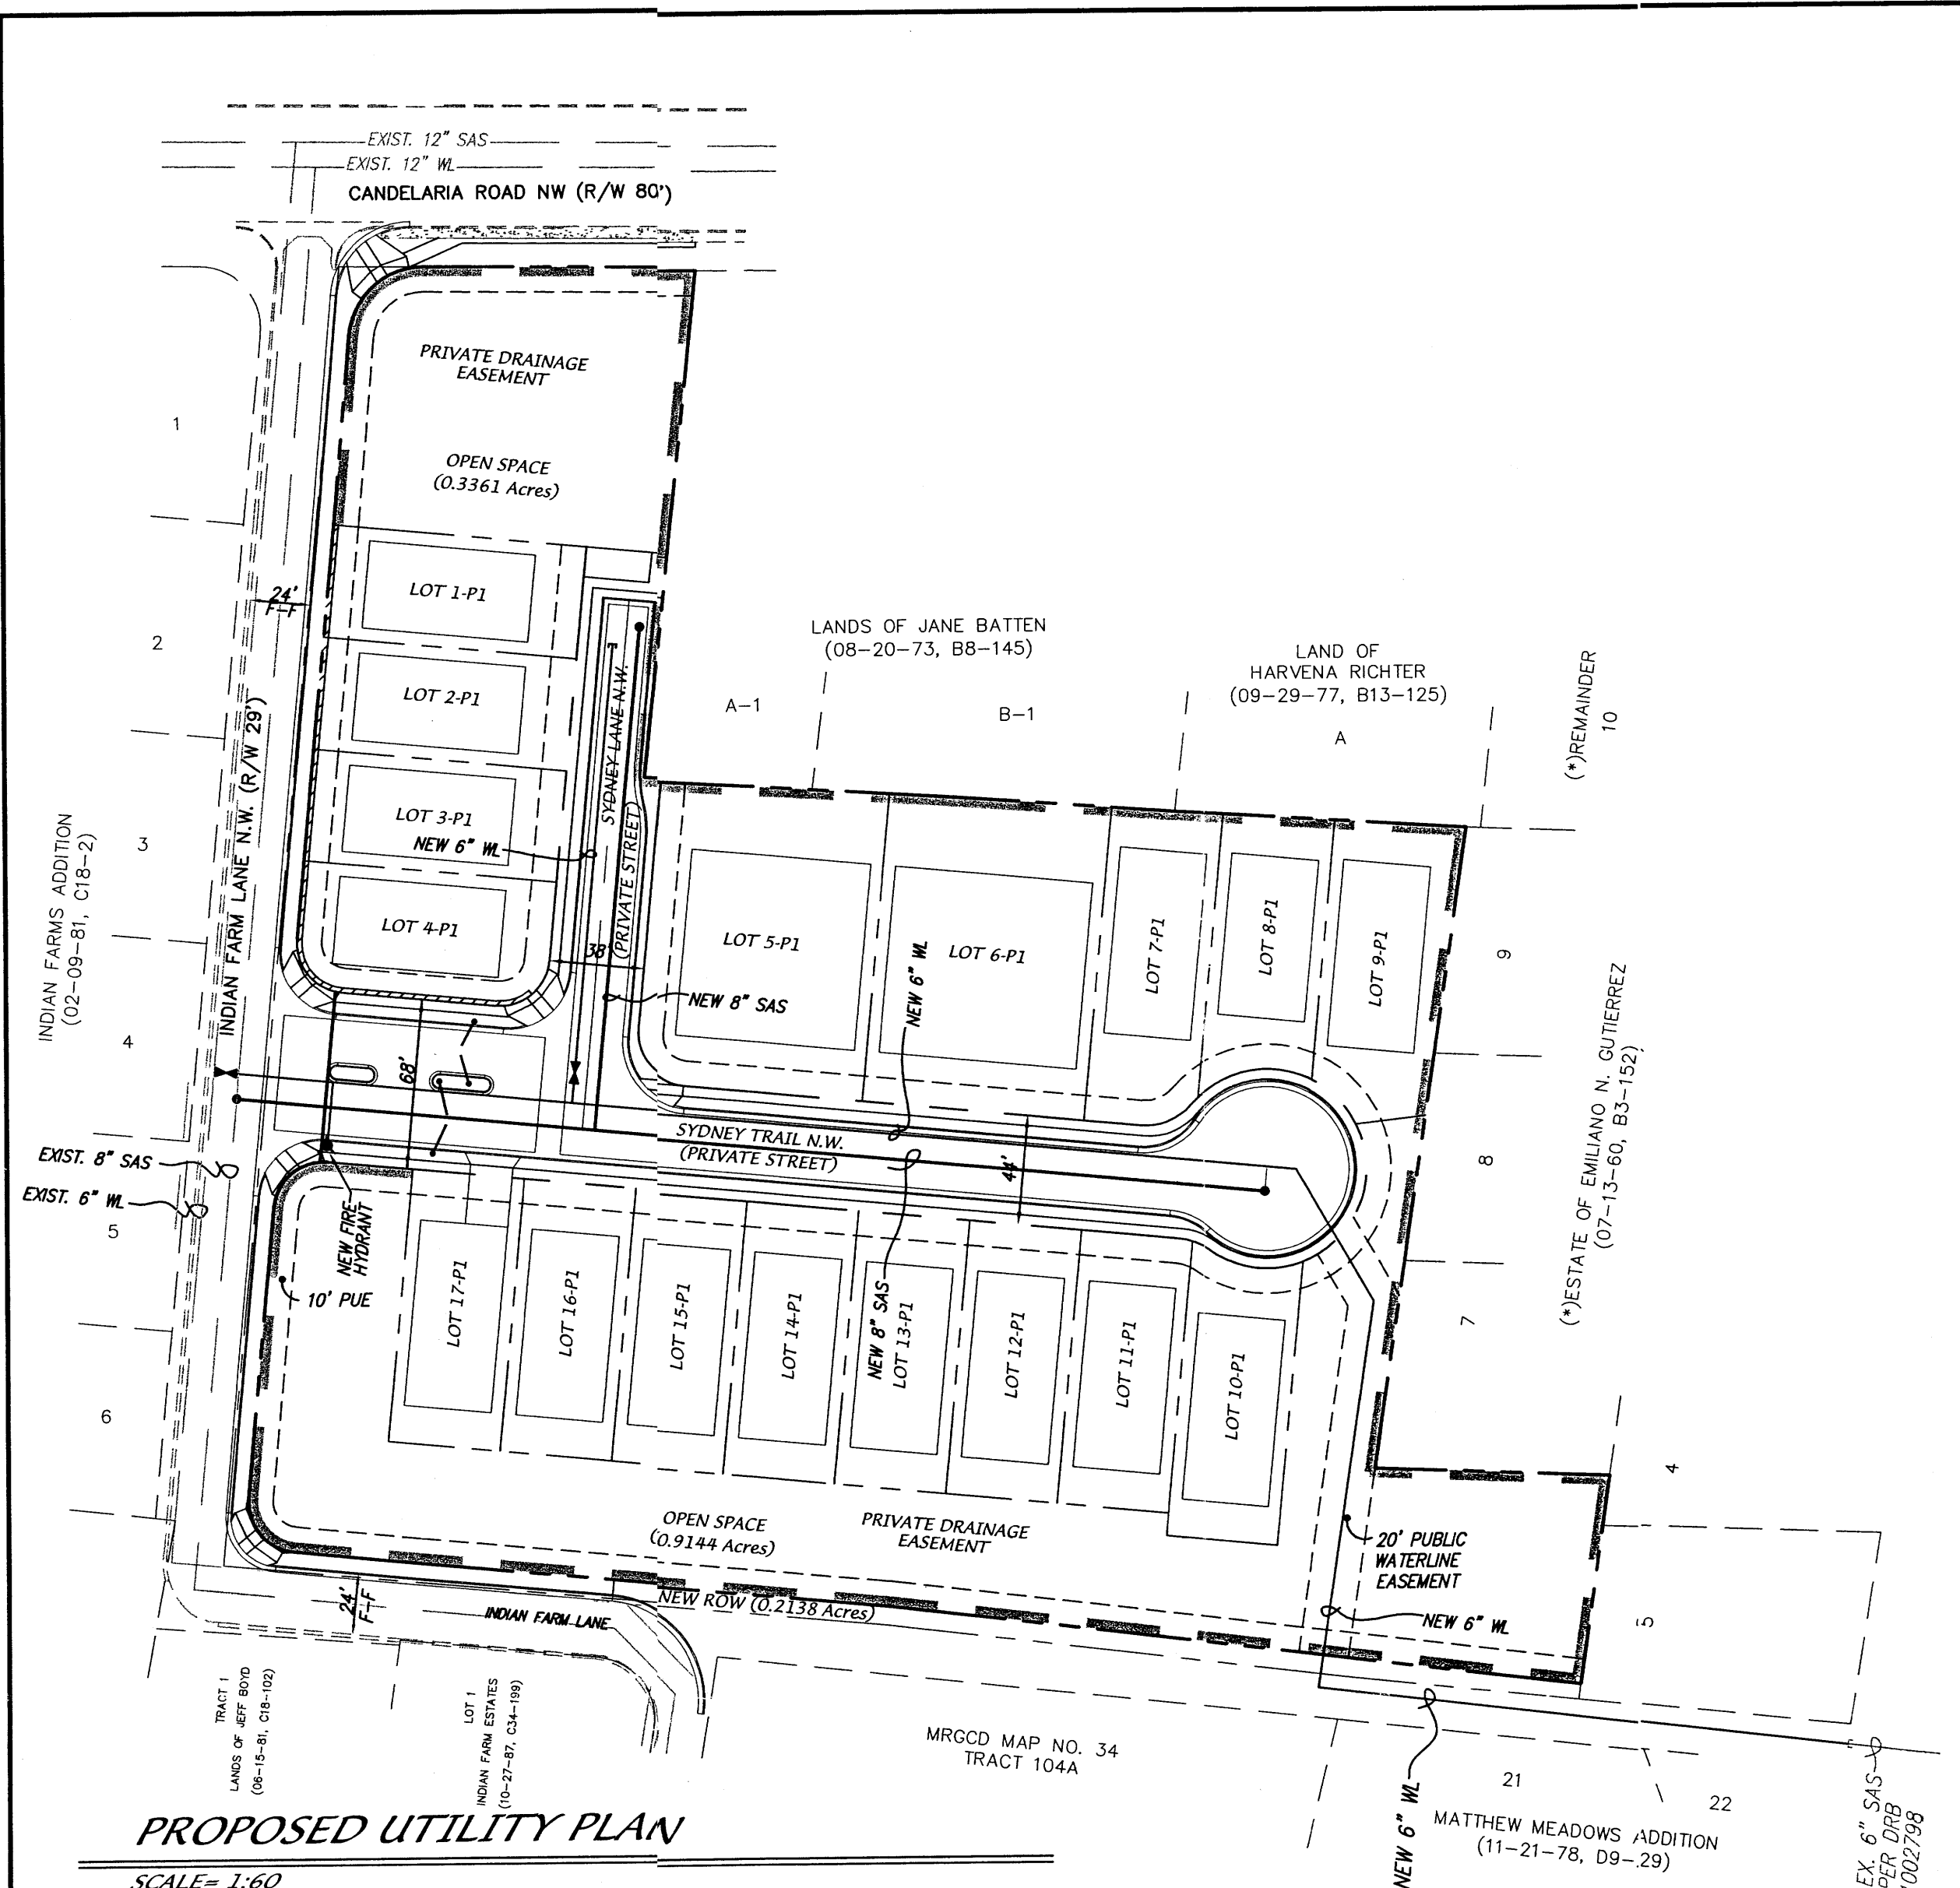 EXIST. 12" SAS
EXIST. 12" WL
CANDELARIA ROAD NW (R/W 80')
PRIVATE DRAINAGE
EASEMENT
OPEN SPACE
(0.3361 Acres)
1
2
3
4
5
6
24'
F-F
INDIAN FARM LANE N.W. (R/W 29')
INDIAN FARMS ADDITION
(02-09-81, C18-2)
LOT 1-P1
LOT 2-P1
LOT 3-P1
NEW 6" WL
LOT 4-P1
SYDNEY LANE N.W.
(PRIVATE STREET)
38'
NEW 8" SAS
LANDS OF JANE BATTEN
(08-20-73, B8-145)
A-1
B-1
LAND OF
HARVENA RICHTER
(09-29-77, B13-125)
A
(*)REMAINDER
10
LOT 5-P1
LOT 6-P1
LOT 7-P1
LOT 8-P1
LOT 9-P1
NEW 6" WL
9
8
7
(*)ESTATE OF EMILIANO N. GUTIERREZ
(07-13-60, B3-152)
68'
SYDNEY TRAIL N.W.
(PRIVATE STREET)
44'
EXIST. 8" SAS
EXIST. 6" WL
NEW FIRE
HYDRANT
10' PUE
LOT 17-P1
LOT 16-P1
LOT 15-P1
LOT 14-P1
NEW 8" SAS
LOT 13-P1
LOT 12-P1
LOT 11-P1
LOT 10-P1
OPEN SPACE
(0.9144 Acres)
PRIVATE DRAINAGE
EASEMENT
20' PUBLIC
WATERLINE
EASEMENT
NEW 6" WL
4
5
24'
F-F
INDIAN FARM LANE
NEW ROW (0.2138 Acres)
TRACT 1
LANDS OF JEFF BOYD
(06-15-81, C18-102)
LOT 1
INDIAN FARM ESTATES
(10-27-87, C34-199)
MRGCD MAP NO. 34
TRACT 104A
NEW 6" WL
21
22
MATTHEW MEADOWS ADDITION
(11-21-78, D9-.29)
EX. 6" SAS
PER DRB
1002798
PROPOSED UTILITY PLAN
SCALE= 1:60